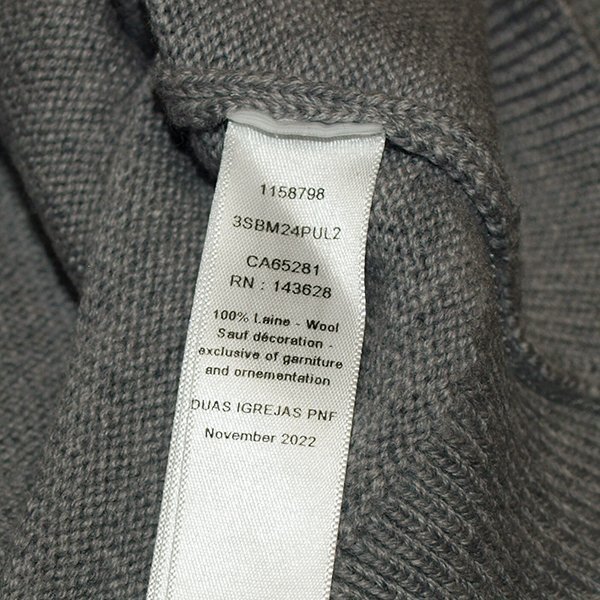 1158798
3SBM24PUL2
CA65281
RN : 143628
100% Laine - Wool
Sauf décoration -
exclusive of garniture
and ornementation
DUAS IGREJAS PNF
November 2022